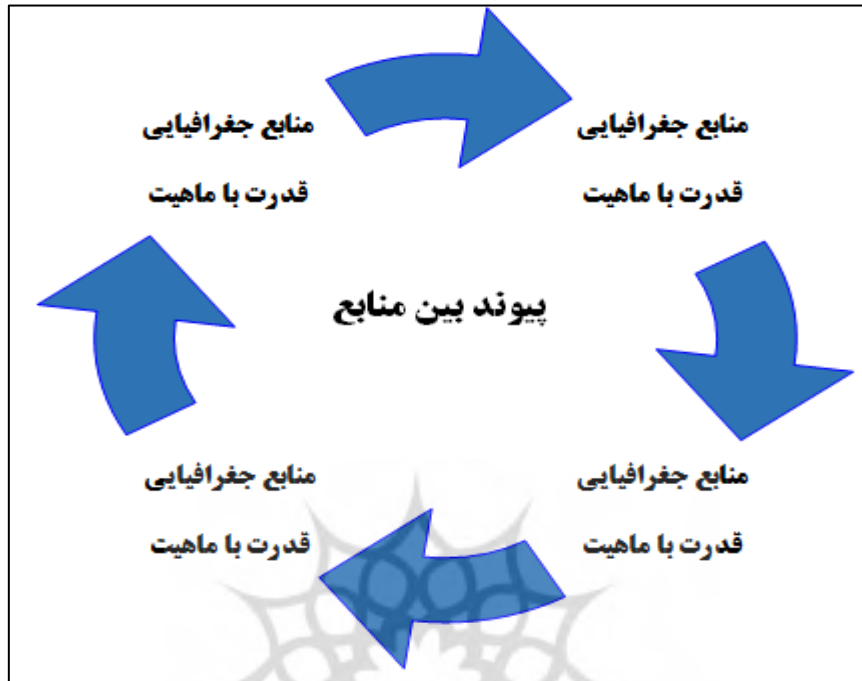 منابع جغرافیایی
قدرت با ماهیت
منابع جغرافیایی
قدرت با ماهیت
پیوند بین منابع
منابع جغرافیایی
قدرت با ماهیت
منابع جغرافیایی
قدرت با ماهیت